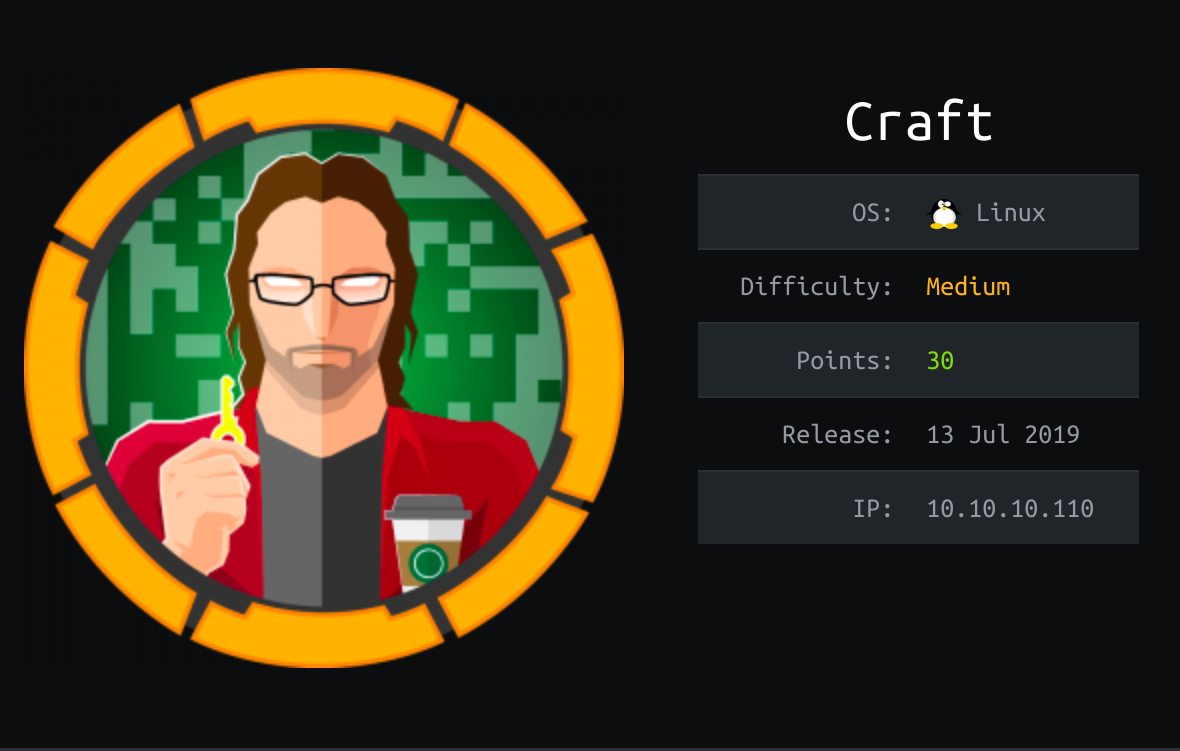 Craft
OS: Linux
Difficulty: Medium
Points: 30
Release: 13 Jul 2019
IP: 10.10.10.110